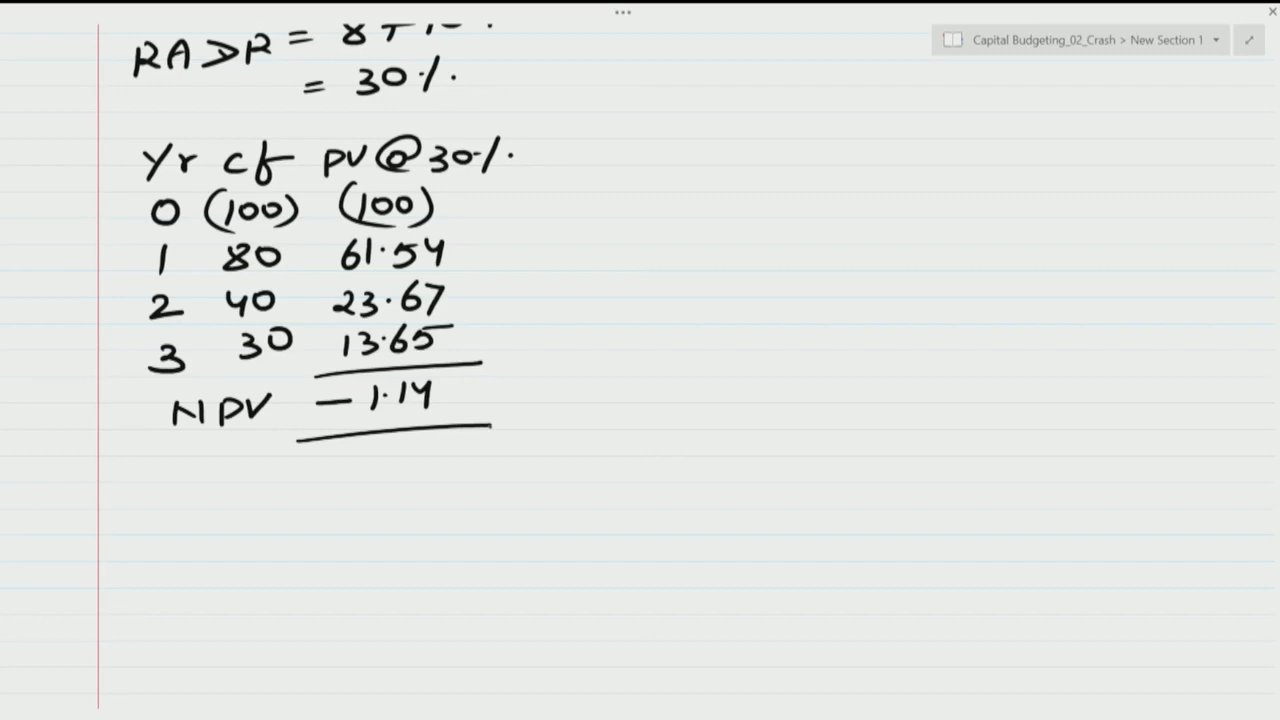 Capital Budgeting_02_Crash > New Section 1
RADR =
= 30%.
Yr cf PV@30%.
0 (100) (100)
1 80 61.54
2 40 23.67
3 30 13.65
NPV - 1.14